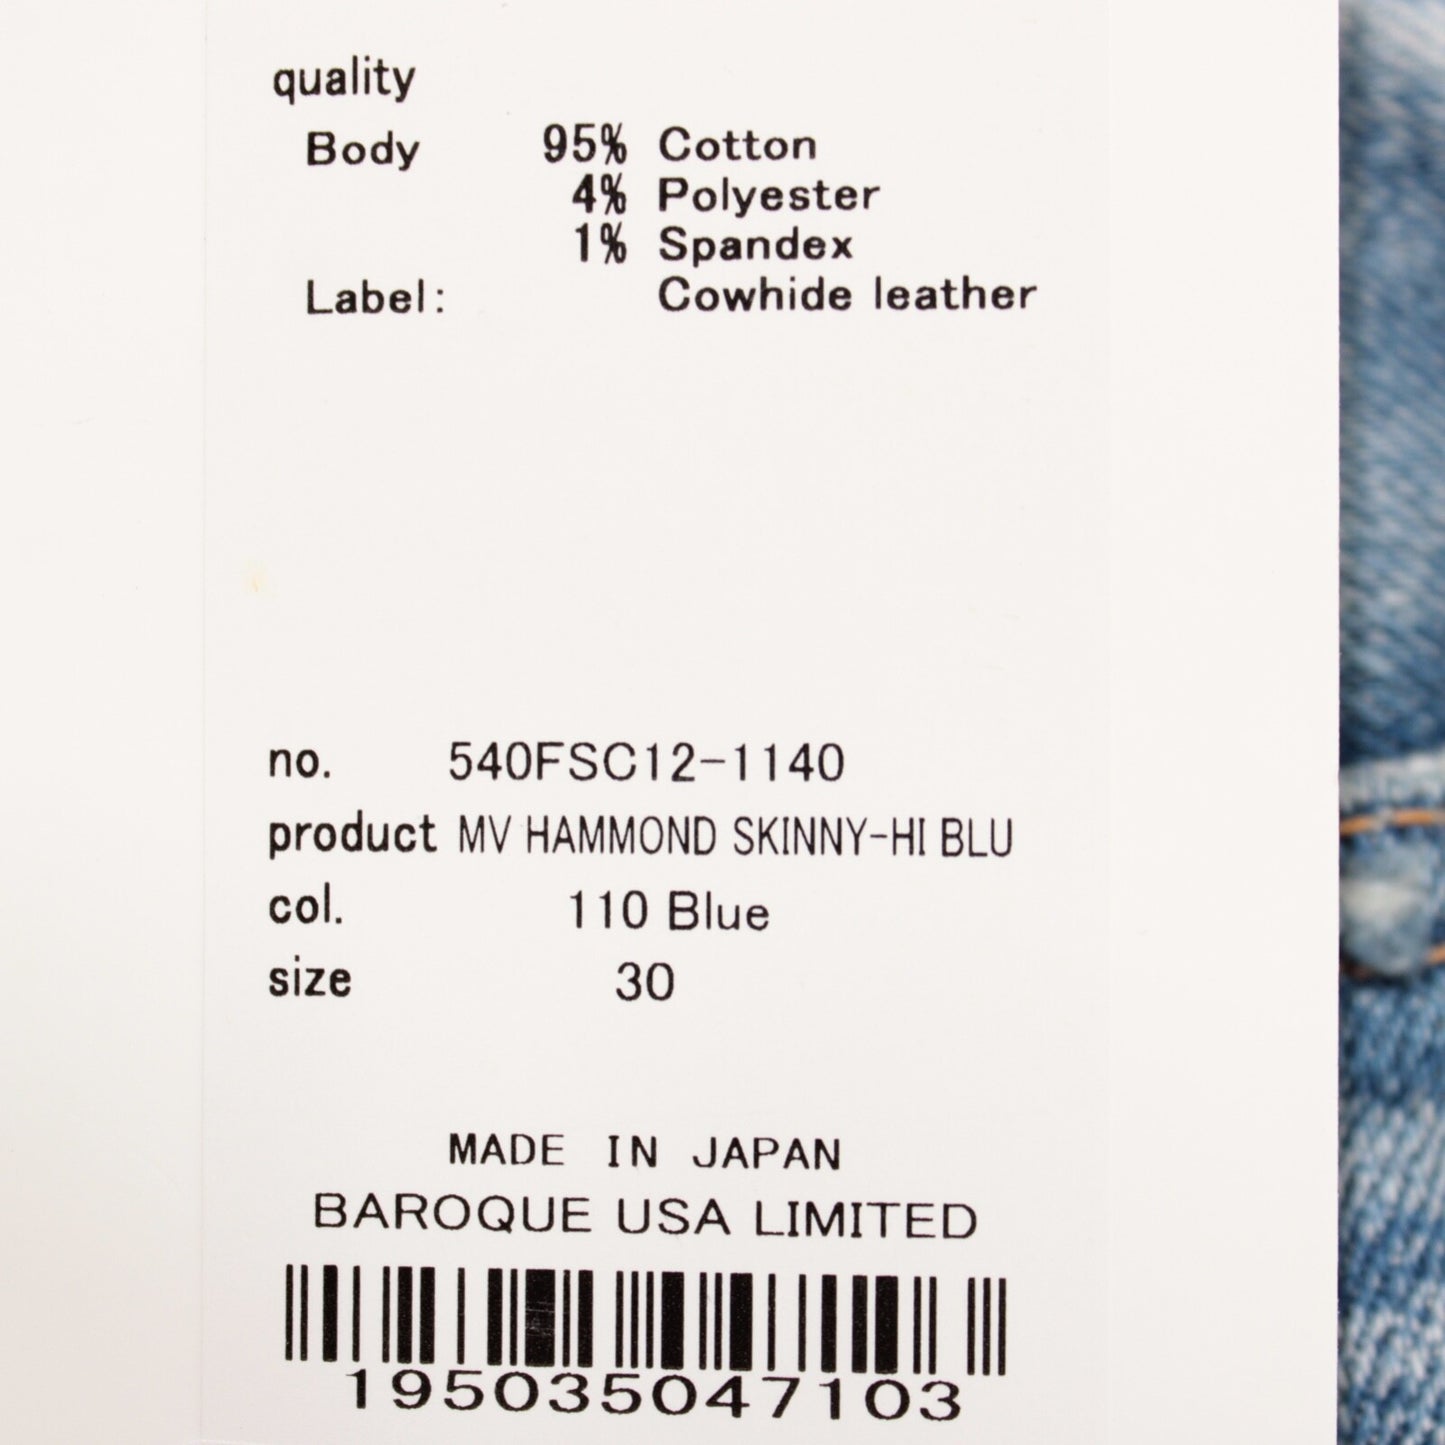 quality
Body 95% Cotton
4% Polyester
1% Spandex
Label: Cowhide leather
no. 540FSC12-1140
product MV HAMMOND SKINNY-HI BLU
col. 110 Blue
size 30
MADE IN JAPAN
BAROQUE USA LIMITED
195035047103